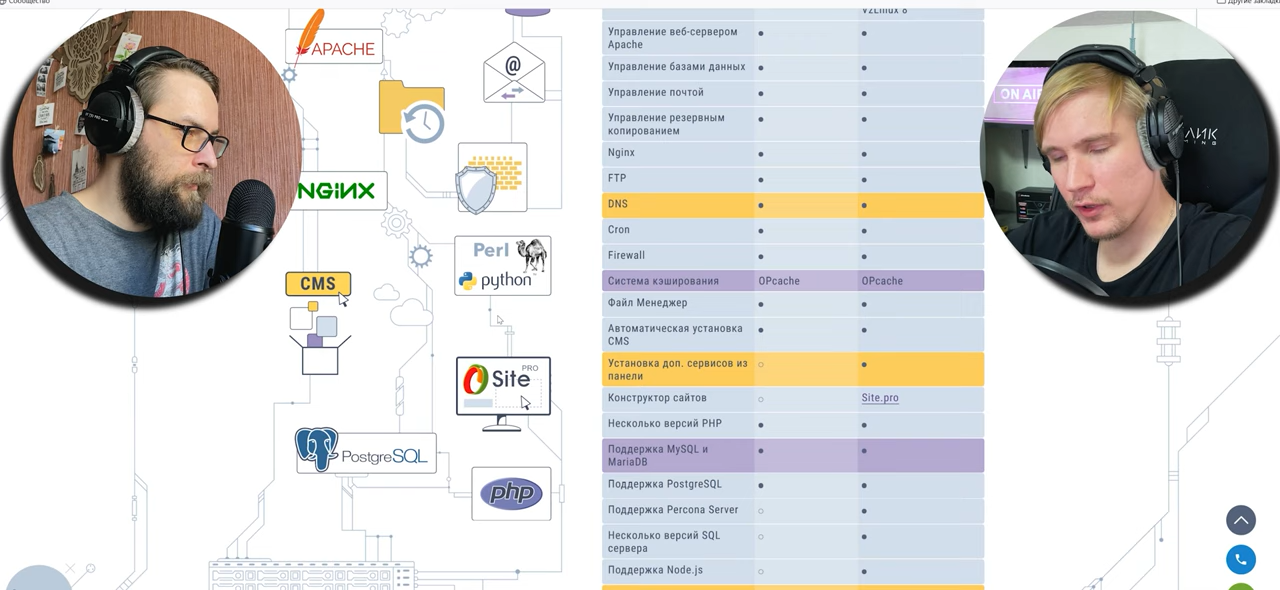 Сообщество
Другие закладк
VzLinux 8
APACHE
@
NGiNX
Perl
python
CMS
Site
PRO
PostgreSQL
php
Управление веб-сервером
Apache
Управление базами данных
Управление почтой
Управление резервным
копированием
Nginx
FTP
DNS
Cron
Firewall
Система кэширования OPcache OPcache
Файл Менеджер
Автоматическая установка
CMS
Установка доп. сервисов из
панели
Конструктор сайтов Site.pro
Несколько версий PHP
Поддержка MySQL и
MariaDB
Поддержка PostgreSQL
Поддержка Percona Server
Несколько версий SQL
сервера
Поддержка Node.js
ON AIR